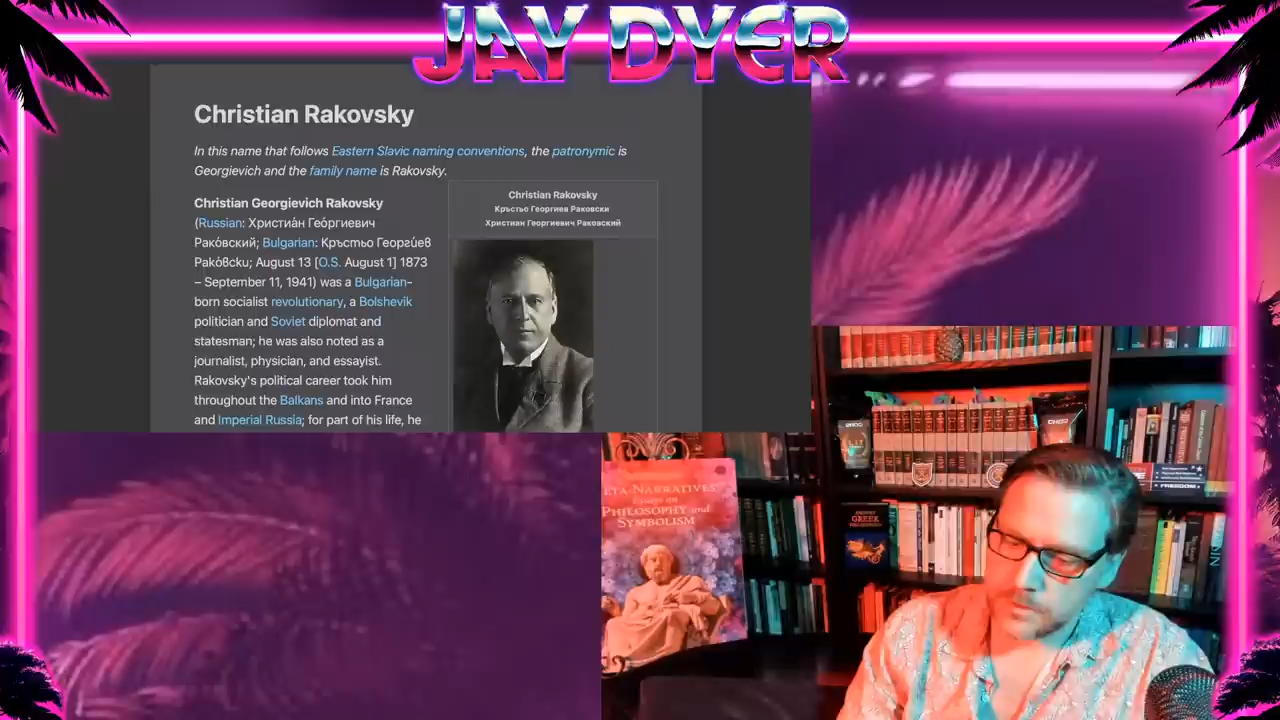 JAY DYER
Christian Rakovsky
In this name that follows Eastern Slavic naming conventions, the patronymic is
Georgievich and the family name is Rakovsky.
Christian Georgievich Rakovsky
(Russian: Христиа́н Гео́ргиевич
Рако́вский; Bulgarian: Кръстьо Георги́ев
Рако́вски; August 13 [O.S. August 1] 1873
– September 11, 1941) was a Bulgarian-
born socialist revolutionary, a Bolshevik
politician and Soviet diplomat and
statesman; he was also noted as a
journalist, physician, and essayist.
Rakovsky's political career took him
throughout the Balkans and into France
and Imperial Russia; for part of his life, he
Christian Rakovsky
Кръстьо Георгиев Раковски
Христиан Георгиевич Раковский
ETA-NARRATIVES
Essays on
PHILOSOPHY and
SYMBOLISM
GREEK
FREEDOM